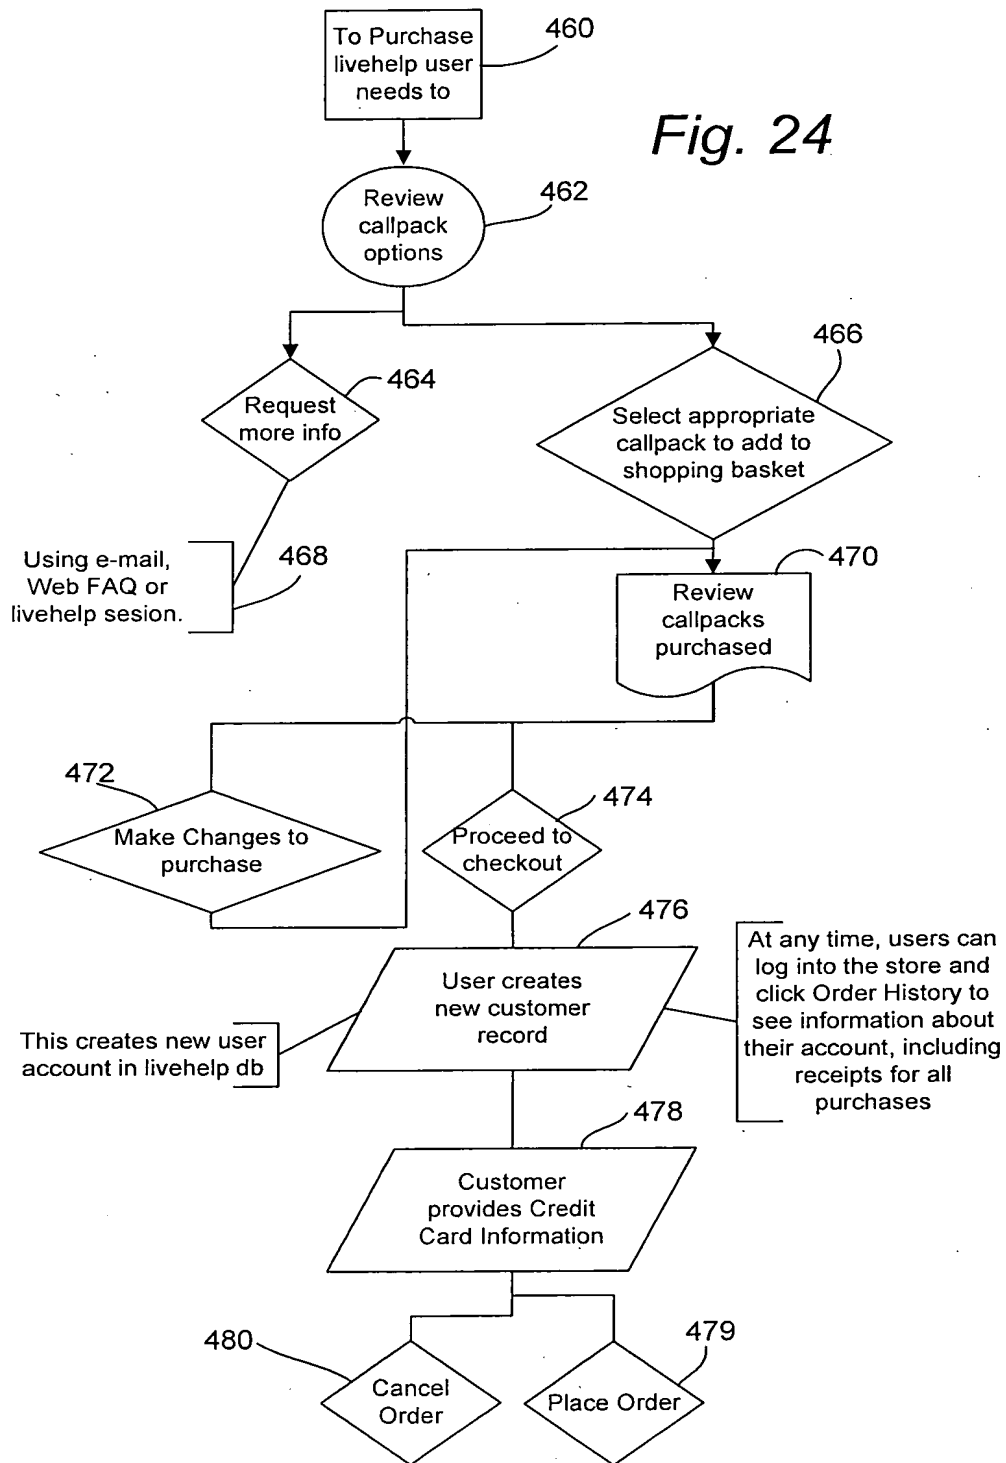 To Purchase
livehelp user
needs to
460
Fig. 24
Review
callpack
options
462
466
464
Request
more info
Select appropriate
callpack to add to
shopping basket
Using e-mail,
Web FAQ or
livehelp sesion.
468
470
Review
callpacks
purchased
472
474
Make Changes to
purchase
Proceed to
checkout
476
User creates
new customer
record
At any time, users can
log into the store and
click Order History to
see information about
their account, including
receipts for all
purchases
This creates new user
account in livehelp db
478
Customer
provides Credit
Card Information
480
479
Cancel
Order
Place Order